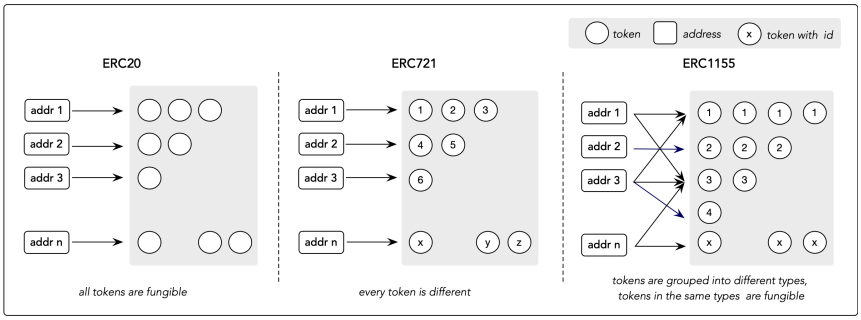 x token address token with id
ERC20 ERC721 ERC1155
addr 1 addr 1 1 2 3 addr 1 1 1 1 1
addr 2 addr 2 4 5 addr 2 2 2 2
addr 3 addr 3 6 addr 3 3 3
4
addr n addr n x y z addr n x x x
all tokens are fungible every token is different tokens are grouped into different types,
tokens in the same types are fungible